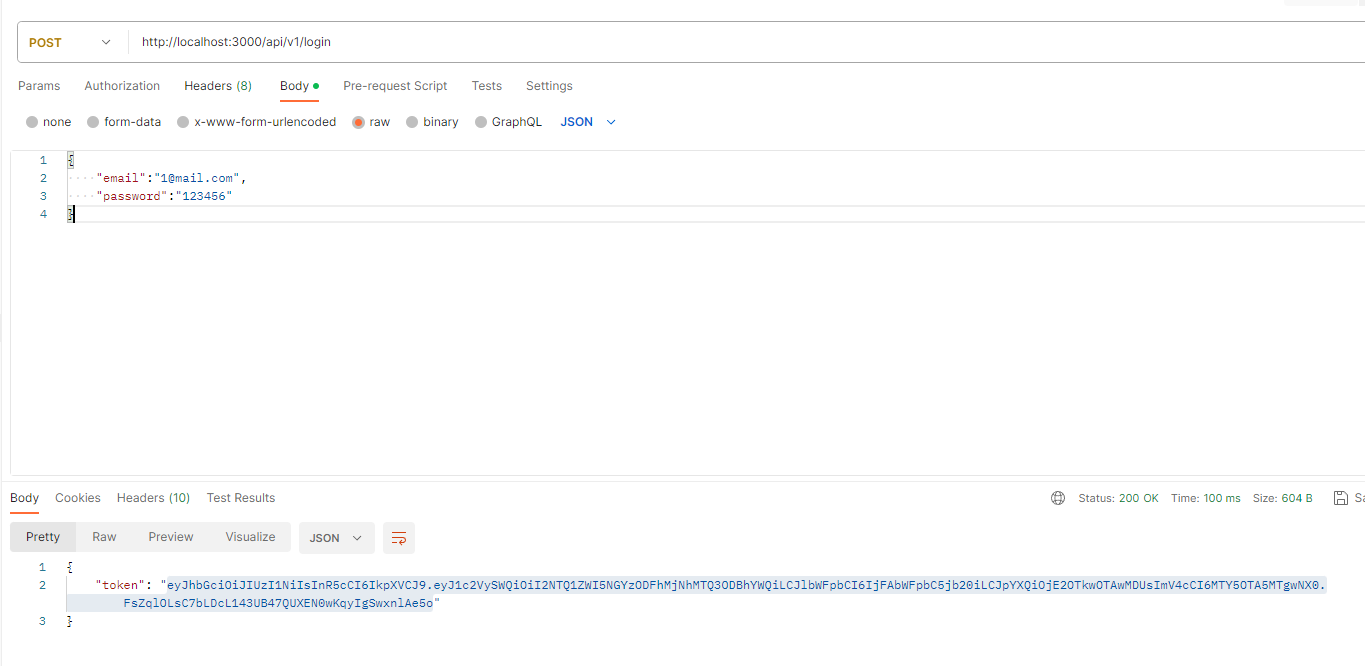 POST http://localhost:3000/api/v1/login
Params Authorization Headers (8) Body Pre-request Script Tests Settings
none form-data x-www-form-urlencoded raw binary GraphQL JSON
1 {
2 "email":"1@mail.com",
3 "password":"123456"
4 }
Body Cookies Headers (10) Test Results Status: 200 OK Time: 100 ms Size: 604 B Sa
Pretty Raw Preview Visualize JSON
1 {
2 "token": "eyJhbGciOiJIUzI1NiIsInR5cCI6IkpXVCJ9.eyJ1c2VySWQiOiI2NTQ1ZWI5NGYzODFhMjNhMTQ3ODBhYWQiLCJlbWFpbCI6IjFAbWFpbC5jb20iLCJpYXQiOjE2OTkwOTAwMDUsImV4cCI6MTY5OTA5MTgwNX0.
FsZqlOLsC7bLDcL143UB47QUXEN0wKqyIgSwxnlAe5o"
3 }